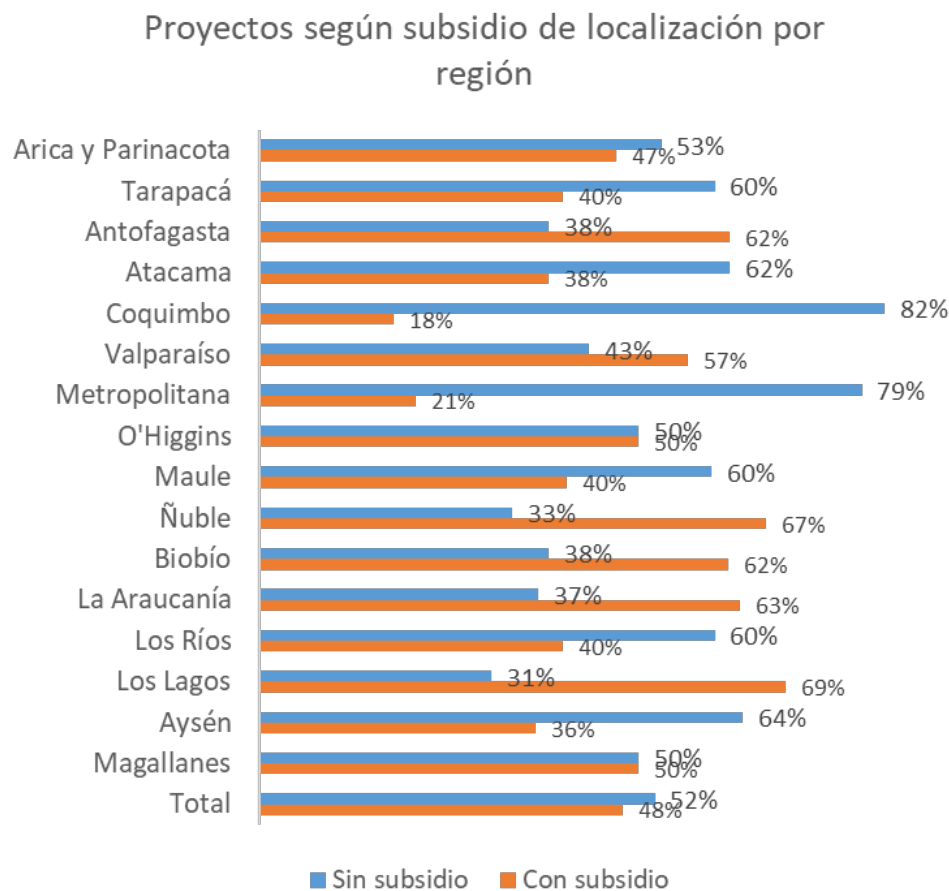 Proyectos según subsidio de localización por
región
Arica y Parinacota
53%
47%
Tarapacá
60%
40%
Antofagasta
38%
62%
Atacama
62%
38%
Coquimbo
82%
18%
Valparaíso
43%
57%
Metropolitana
79%
21%
O'Higgins
50%
50%
Maule
60%
40%
Ñuble
33%
67%
Biobío
38%
62%
La Araucanía
37%
63%
Los Ríos
60%
40%
Los Lagos
31%
69%
Aysén
64%
36%
Magallanes
50%
50%
Total
52%
48%
Sin subsidio
Con subsidio